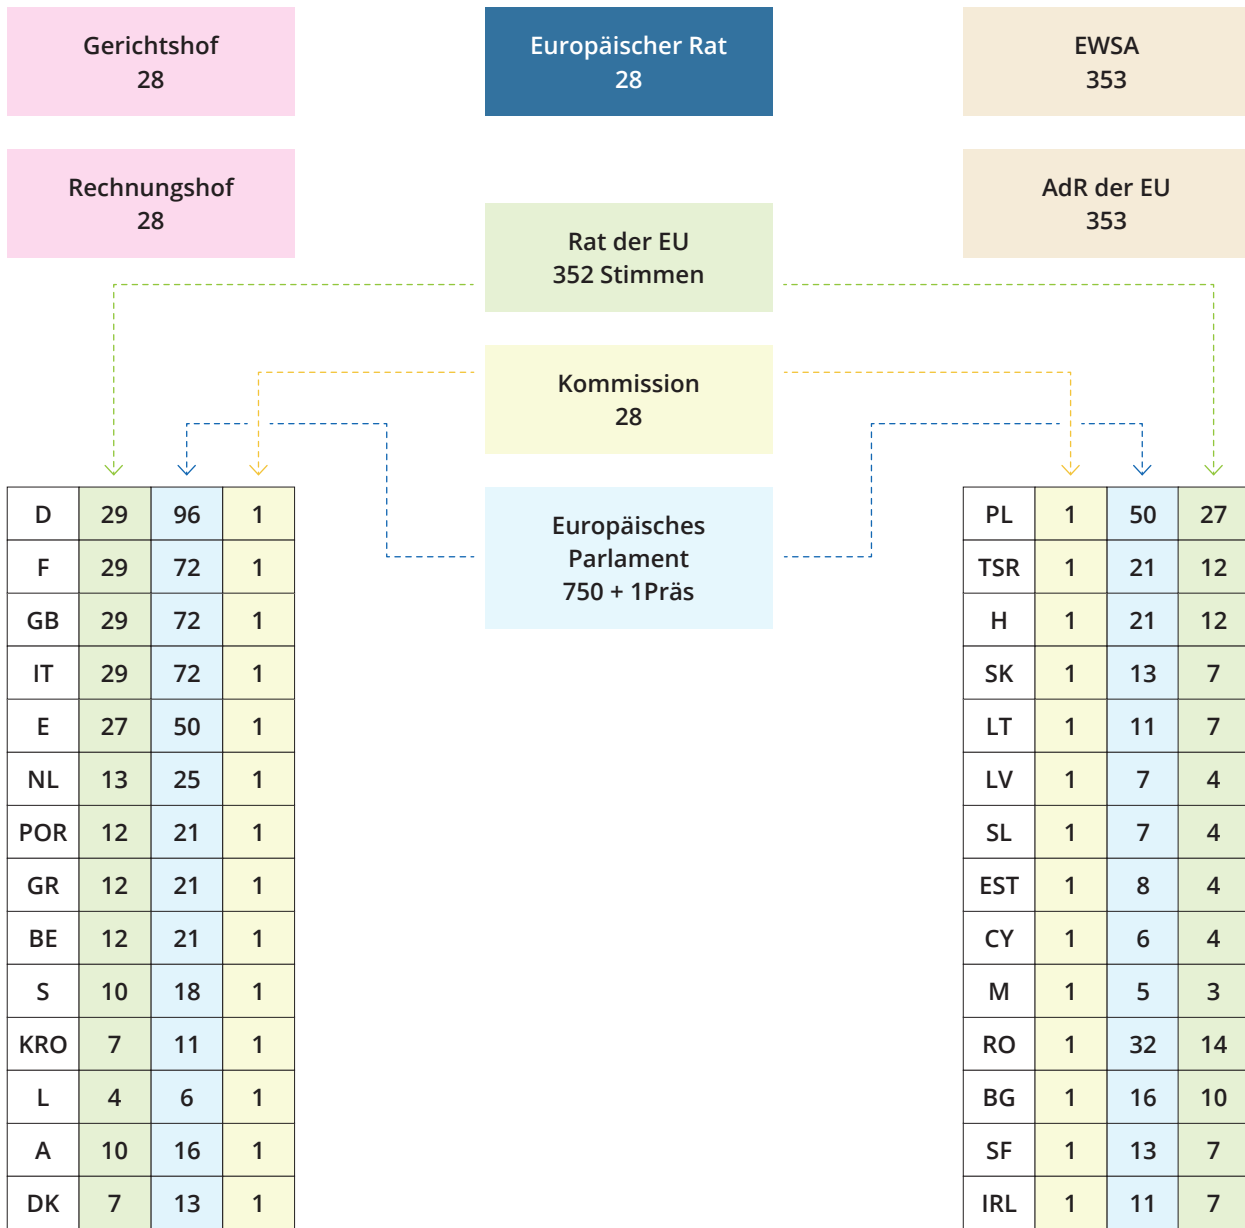 Gerichtshof
28
Europäischer Rat
28
EWSA
353
Rechnungshof
28
AdR der EU
353
Rat der EU
352 Stimmen
Kommission
28
Europäisches
Parlament
750 + 1Präs
D 29 96 1
F 29 72 1
GB 29 72 1
IT 29 72 1
E 27 50 1
NL 13 25 1
POR 12 21 1
GR 12 21 1
BE 12 21 1
S 10 18 1
KRO 7 11 1
L 4 6 1
A 10 16 1
DK 7 13 1
PL 1 50 27
TSR 1 21 12
H 1 21 12
SK 1 13 7
LT 1 11 7
LV 1 7 4
SL 1 7 4
EST 1 8 4
CY 1 6 4
M 1 5 3
RO 1 32 14
BG 1 16 10
SF 1 13 7
IRL 1 11 7